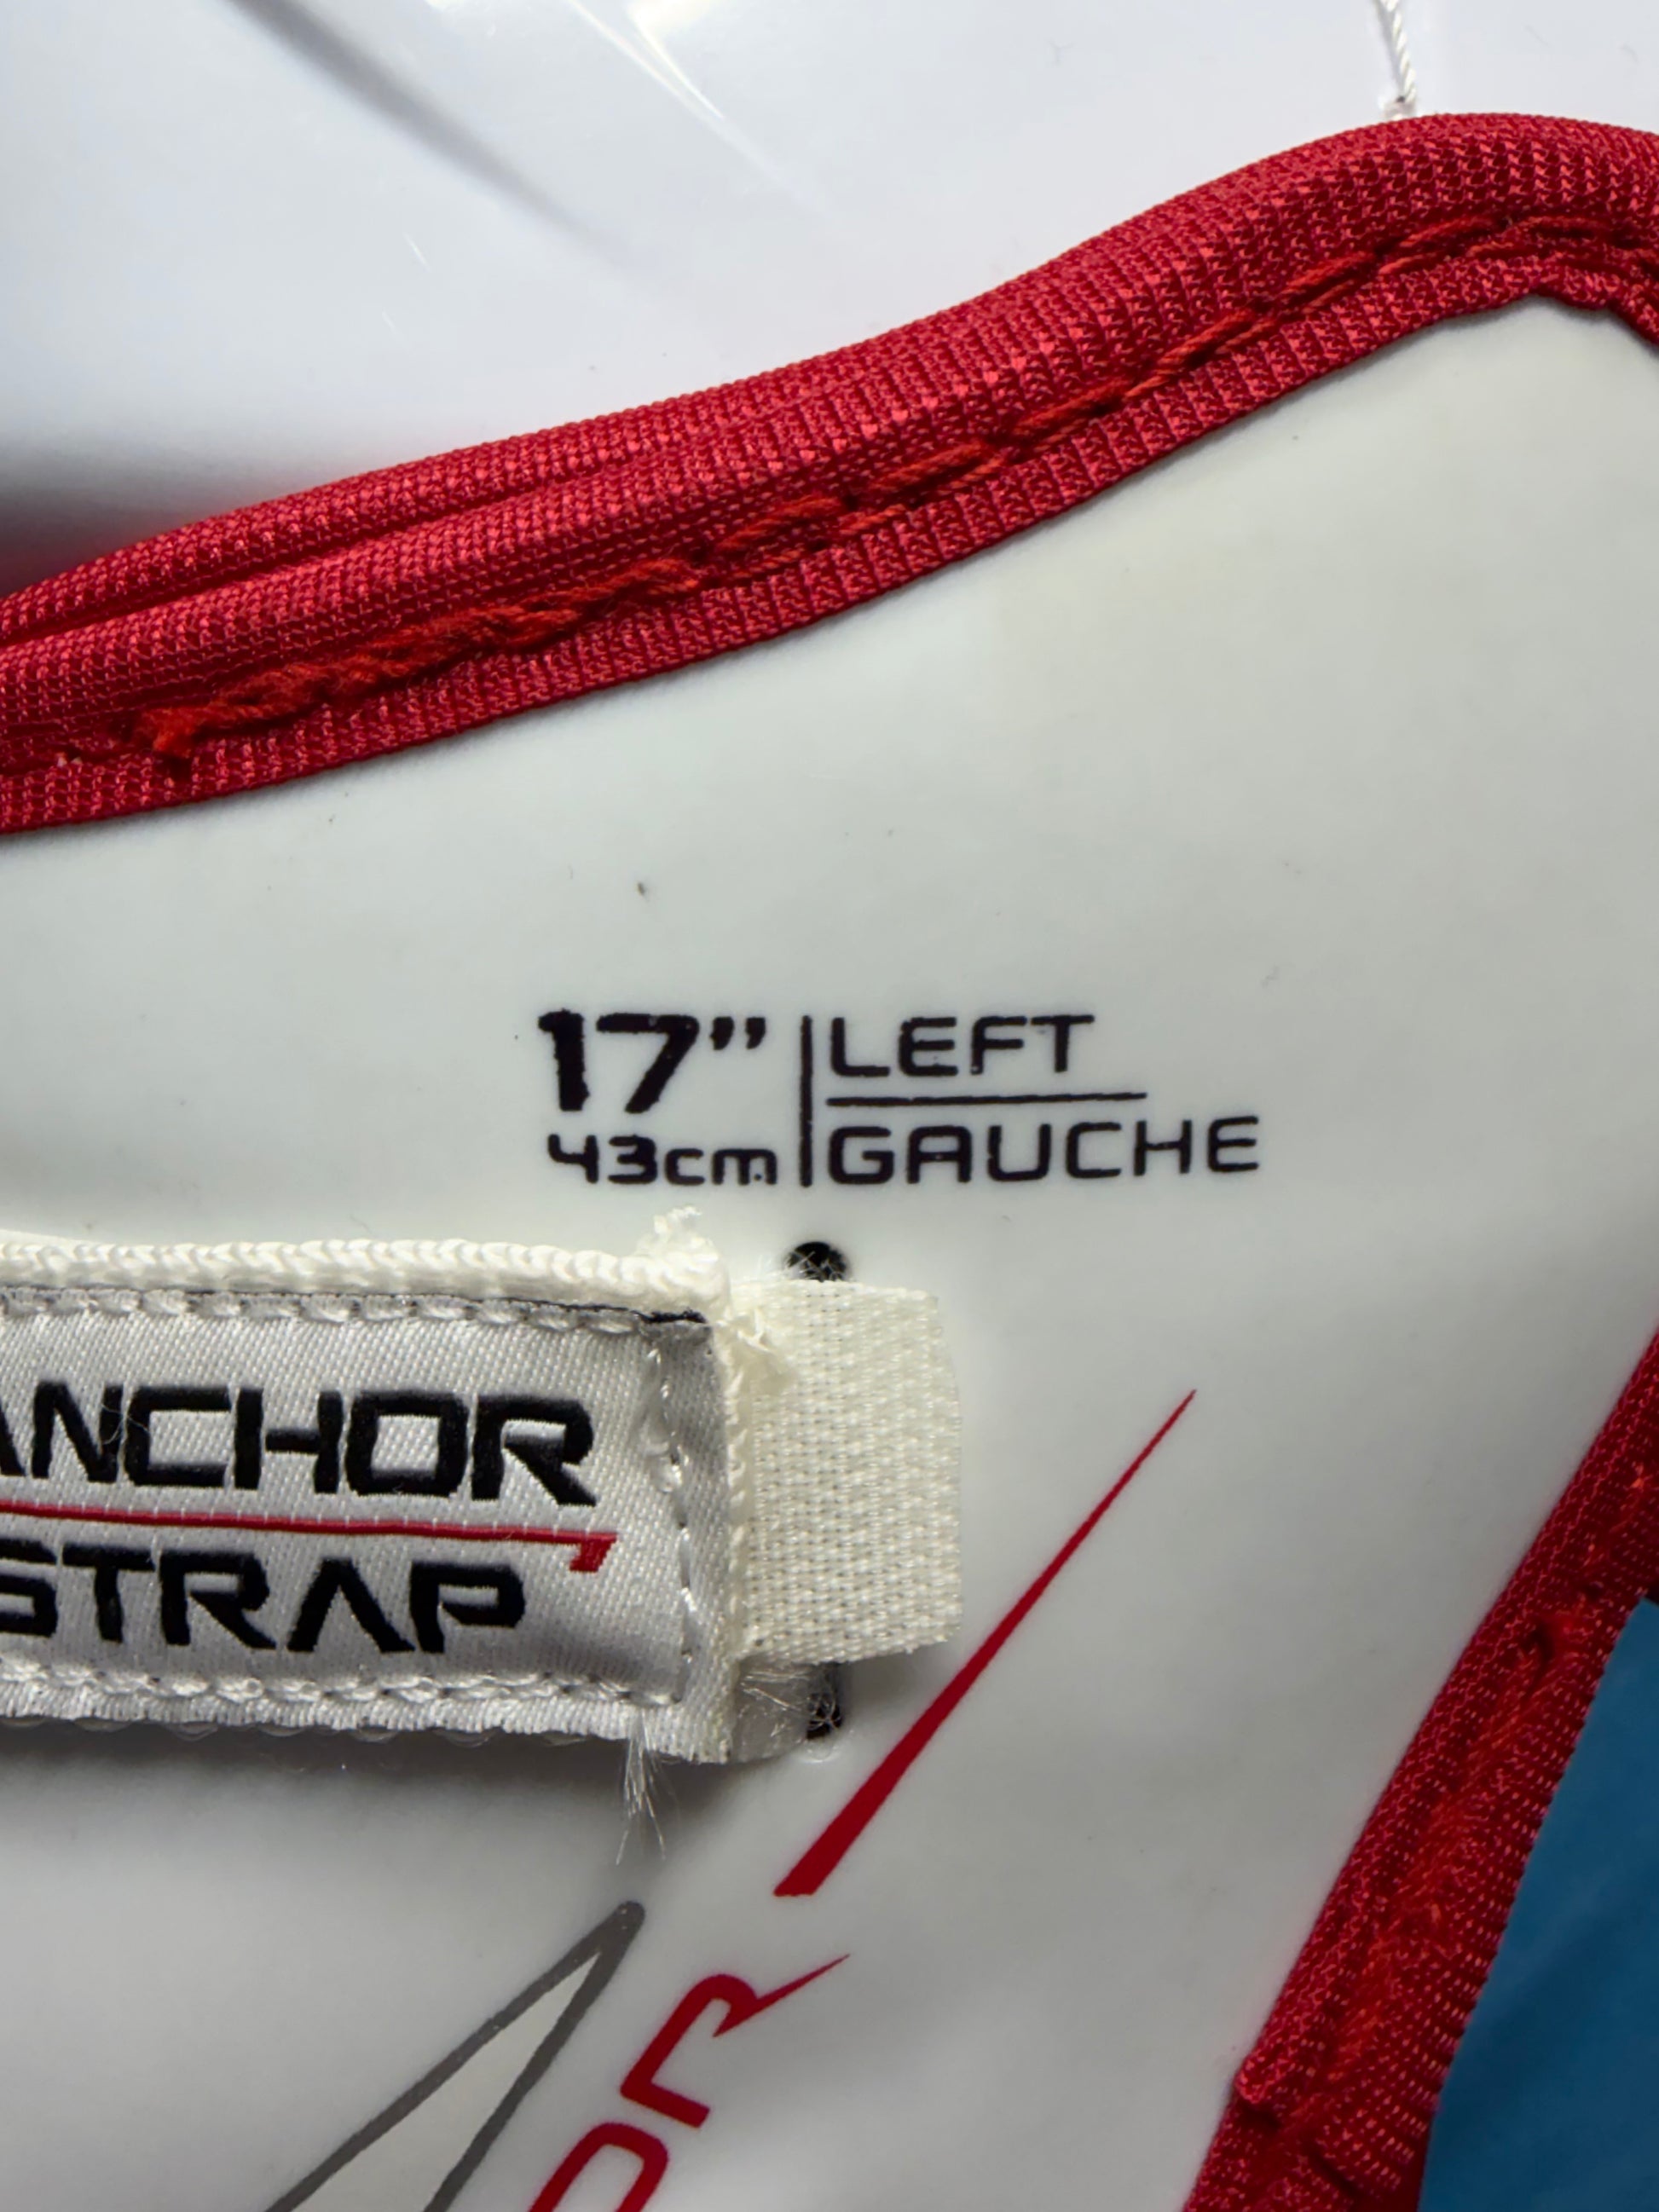 17" LEFT
43cm GAUCHE
ANCHOR
STRAP